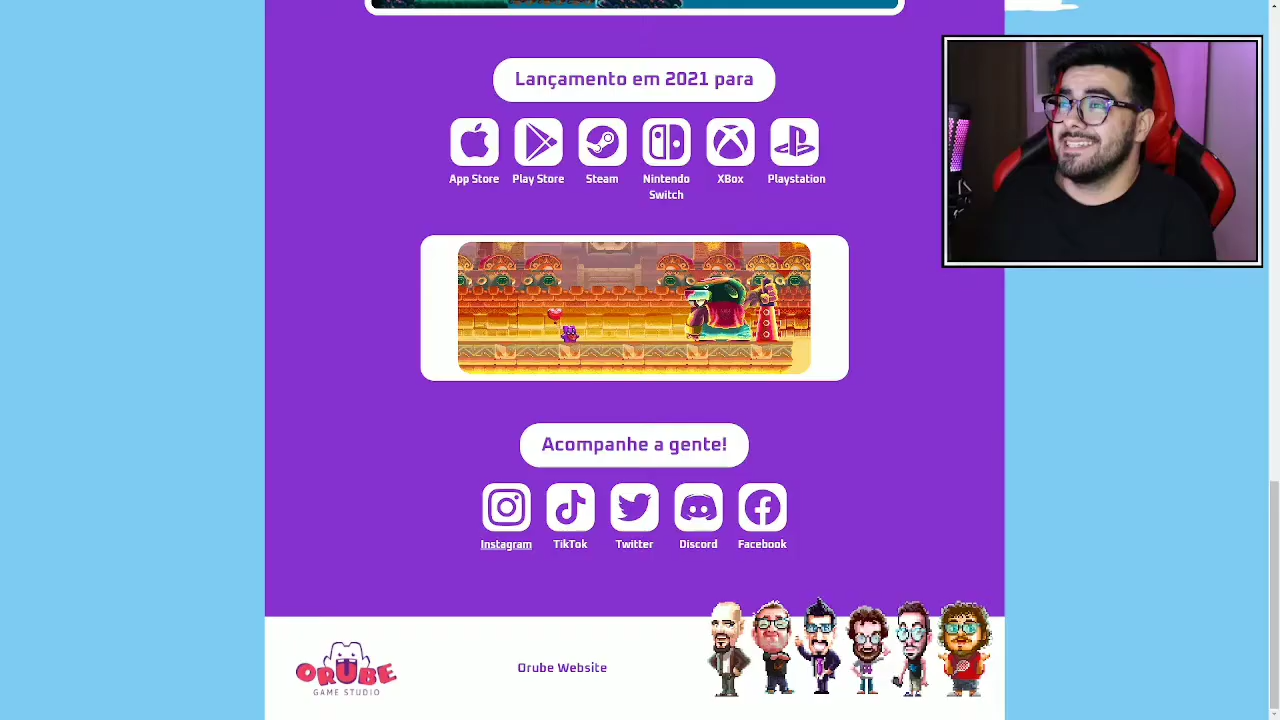 Lançamento em 2021 para
App Store
Play Store
Steam
Nintendo
Switch
XBox
Playstation
Acompanhe a gente!
Instagram
TikTok
Twitter
Discord
Facebook
ORUBE
GAME STUDIO
Orube Website